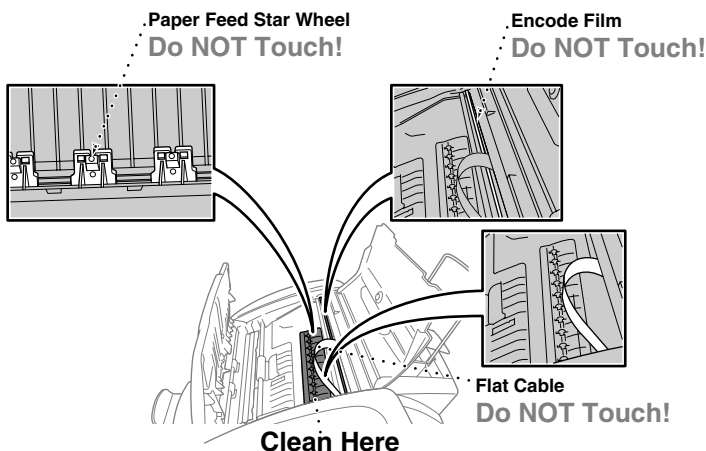 Paper Feed Star Wheel
Do NOT Touch!
Encode Film
Do NOT Touch!
Flat Cable
Do NOT Touch!
Clean Here